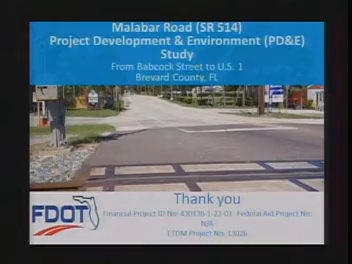 Malabar Road (SR 514)
Project Development & Environment (PD&E)
Study
From Babcock Street to U.S. 1
Brevard County, FL
Thank you
FDOT
Financial Project ID No: 430136-1-22-01 Federal Aid Project No:
N/A
ETDM Project No: 13026